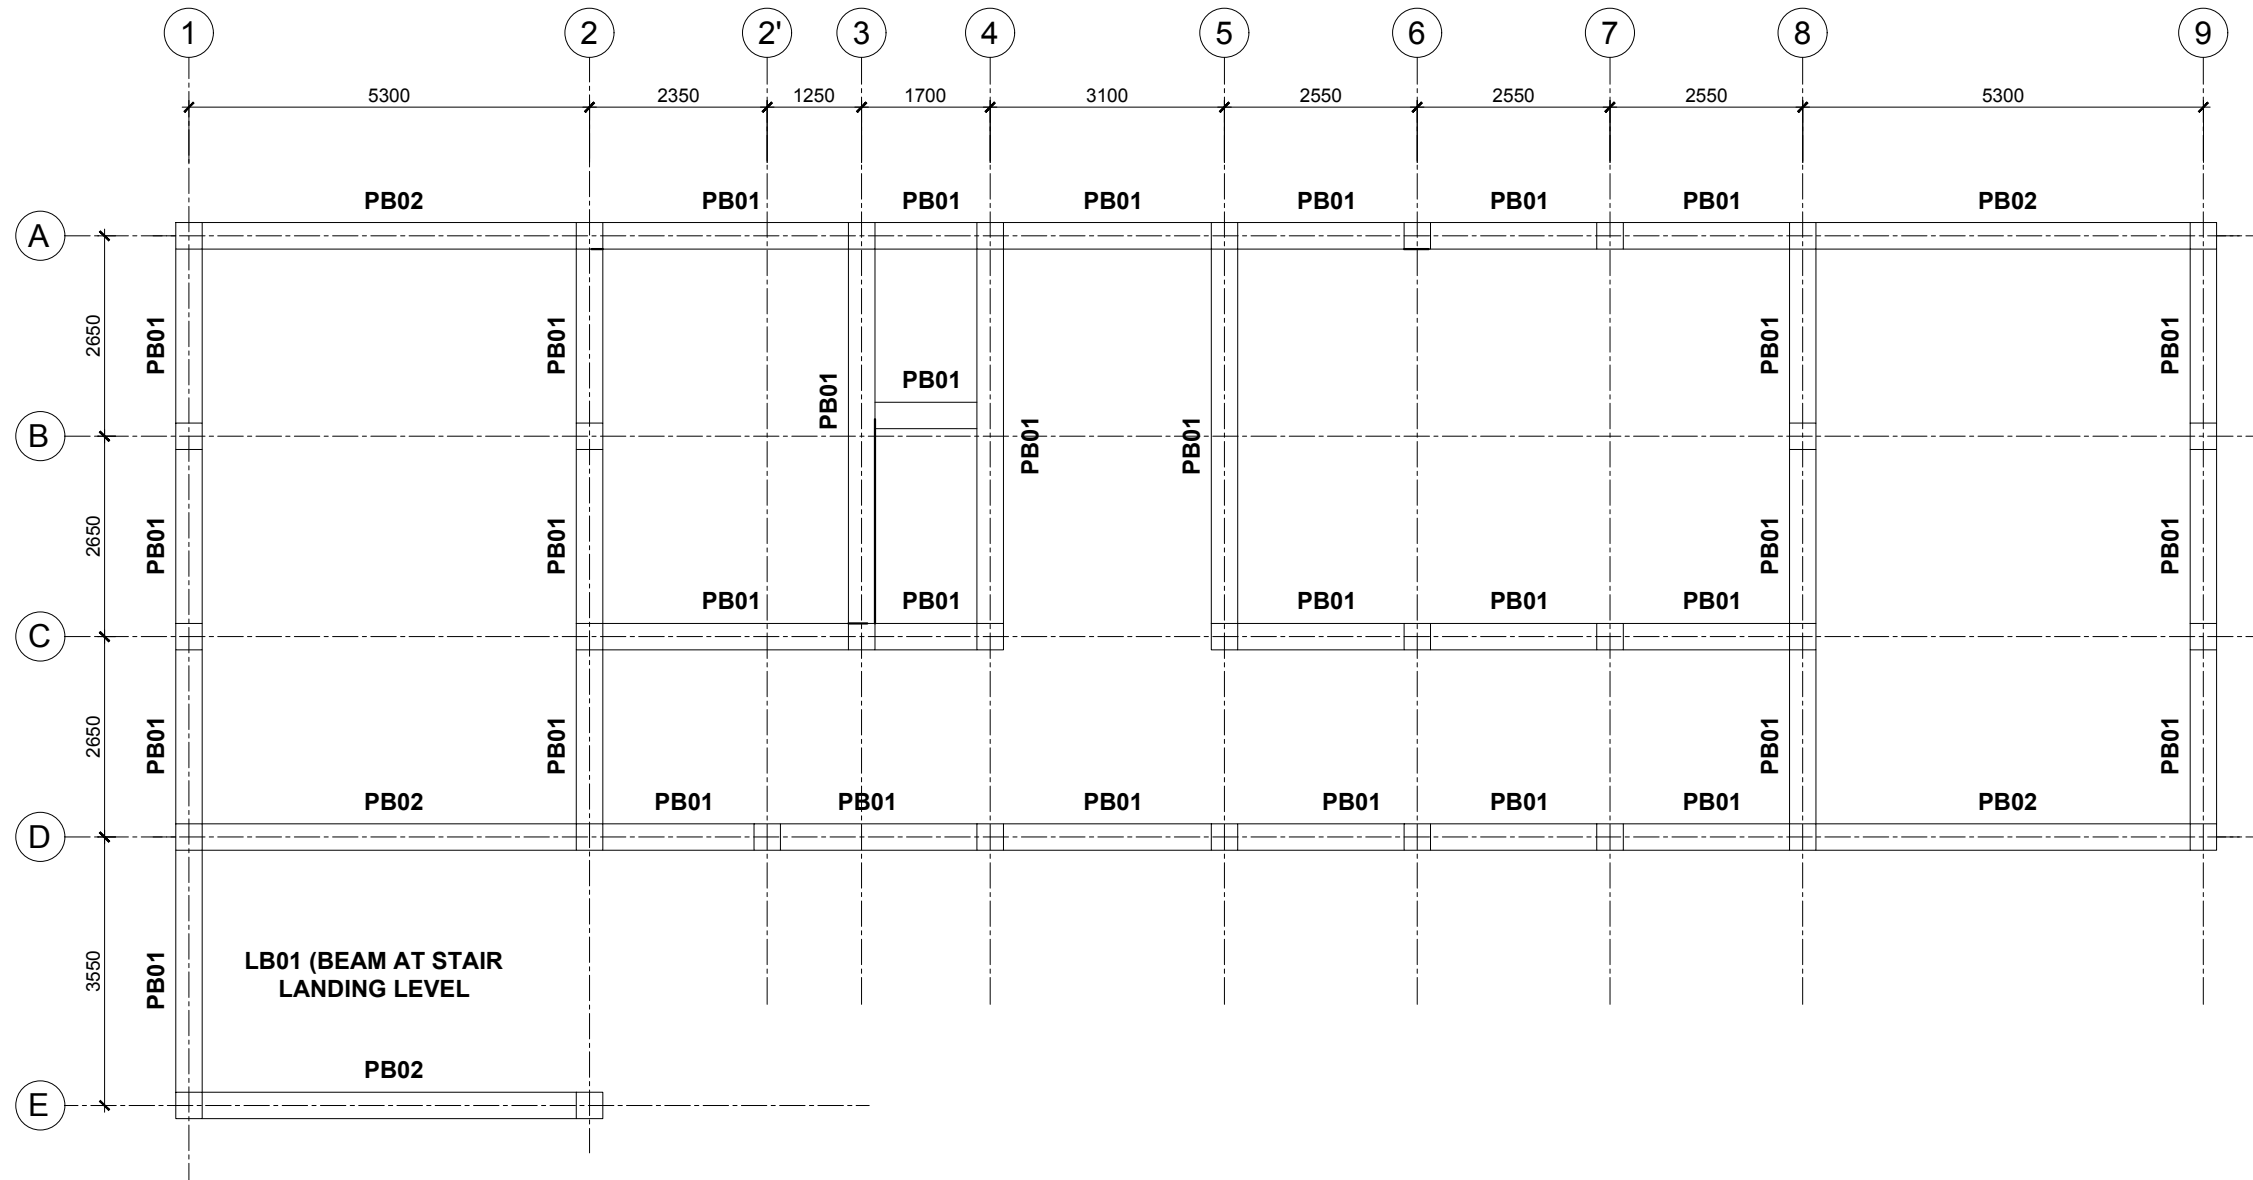 1 2 2' 3 4 5 6 7 8 9
5300 2350 1250 1700 3100 2550 2550 2550 5300
PB02 PB01 PB01 PB01 PB01 PB01 PB01 PB02
A
2650 PB01 PB01 PB01 PB01
PB01
PB01
B
PB01 PB01
2650 PB01 PB01 PB01 PB01
PB01 PB01 PB01 PB01 PB01
C
2650 PB01 PB01 PB01 PB01
PB02 PB01 PB01 PB01 PB01 PB01 PB01 PB02
D
LB01 (BEAM AT STAIR
LANDING LEVEL
3550 PB01
PB02
E